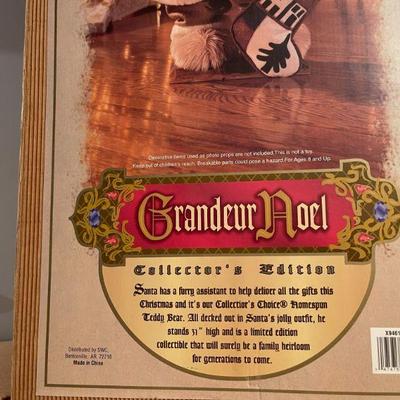 Decorative items used as photo props are not included. This is not a toy.
Keep out of children's reach. Breakable parts could pose a hazard. For Ages 8 and Up.
Grandeur Noel
Collector's Edition
Santa has a furry assistant to help deliver all the gifts this
Christmas and it's our Collector's Choice® Homespun
Teddy Bear. All decked out in Santa's jolly outfit, he
stands 31" high and is a limited edition
collectible that will surely be a family heirloom
for generations to come.
Distributed by SWC,
Bentonville, AR 72716
Made in China